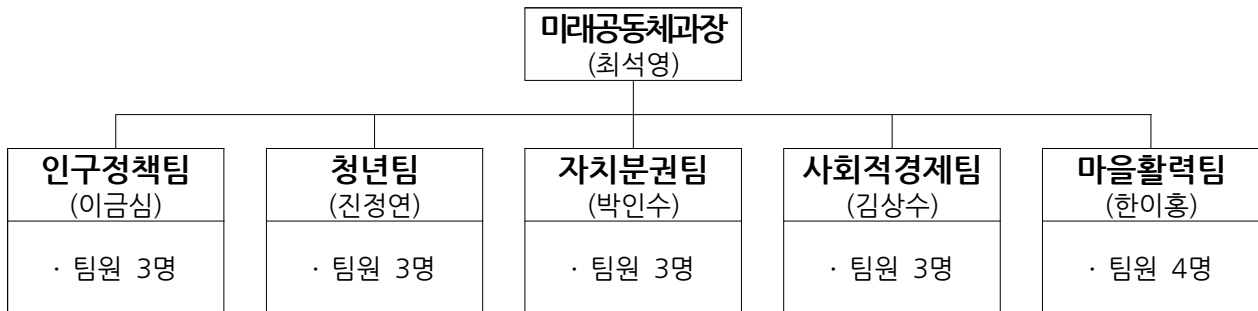 미래공동체과장
(최석영)
인구정책팀
(이금심)
· 팀원 3명
청년팀
(진정연)
· 팀원 3명
자치분권팀
(박인수)
· 팀원 3명
사회적경제팀
(김상수)
· 팀원 3명
마을활력팀
(한이홍)
· 팀원 4명